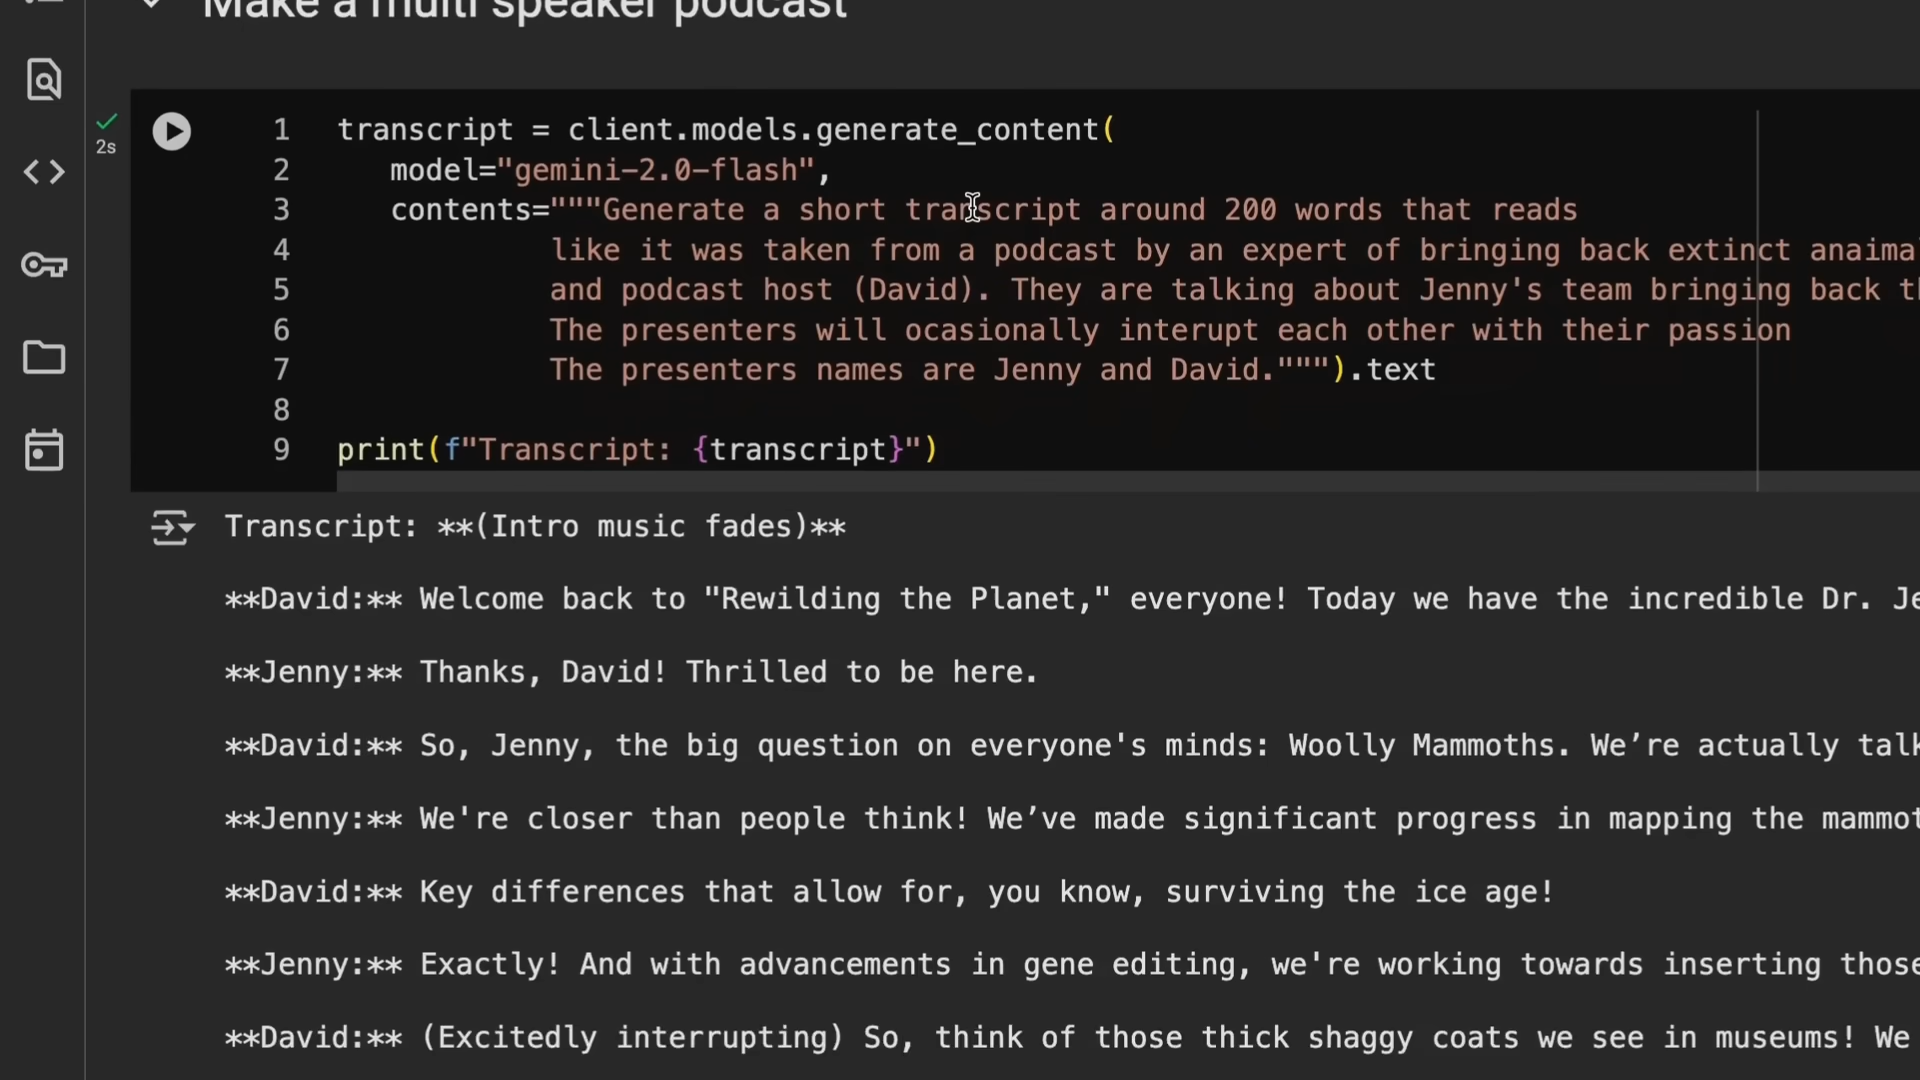 Make a multi speaker podcast
2s
1 transcript = client.models.generate_content(
2 model="gemini-2.0-flash",
3 contents="""Generate a short transcript around 200 words that reads
4 like it was taken from a podcast by an expert of bringing back extinct anaima
5 and podcast host (David). They are talking about Jenny's team bringing back
6 The presenters will ocasionally interupt each other with their passion
7 The presenters names are Jenny and David.""").text
8
9 print(f"Transcript: {transcript}")
Transcript: **(Intro music fades)**
**David:** Welcome back to "Rewilding the Planet," everyone! Today we have the incredible Dr. Je
**Jenny:** Thanks, David! Thrilled to be here.
**David:** So, Jenny, the big question on everyone's minds: Woolly Mammoths. We’re actually talk
**Jenny:** We're closer than people think! We’ve made significant progress in mapping the mammot
**David:** Key differences that allow for, you know, surviving the ice age!
**Jenny:** Exactly! And with advancements in gene editing, we're working towards inserting those
**David:** (Excitedly interrupting) So, think of those thick shaggy coats we see in museums! We